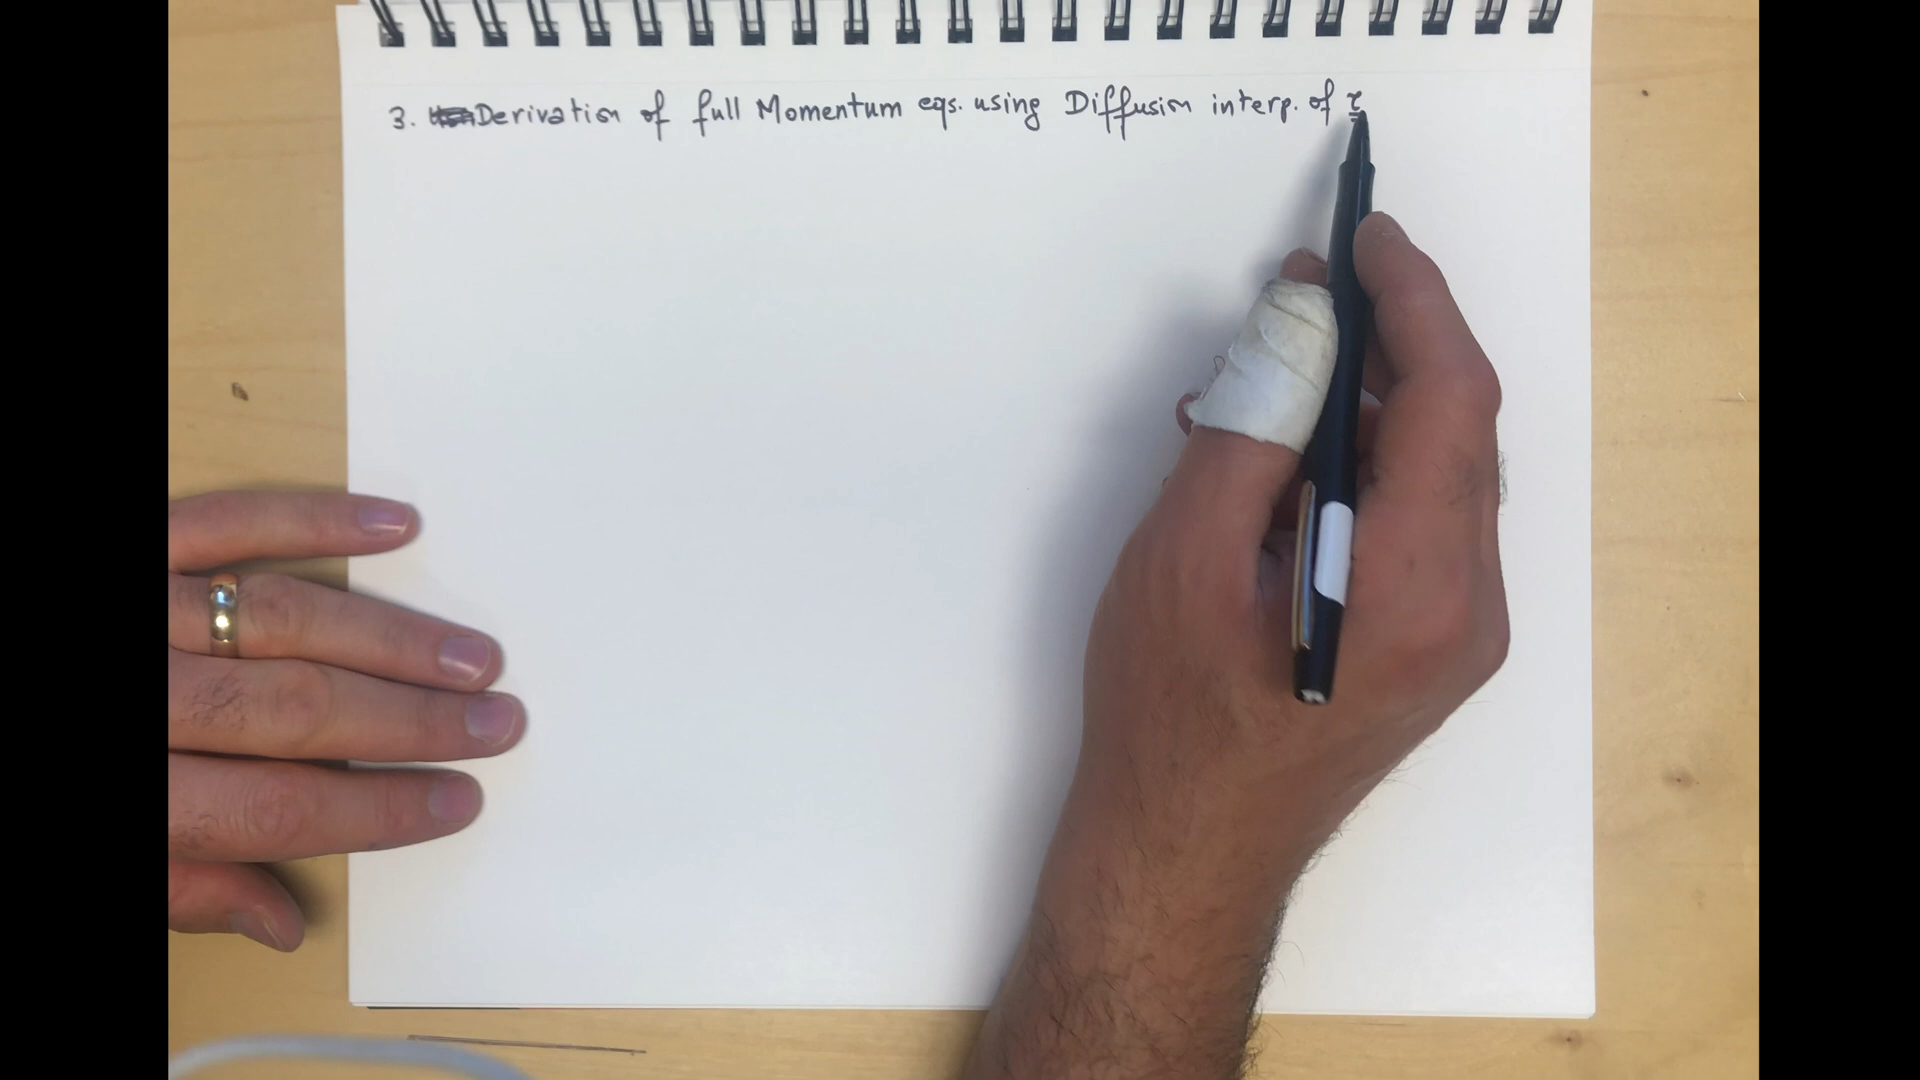 3. Derivation of full Momentum eqs. using Diffusion interp. of τ